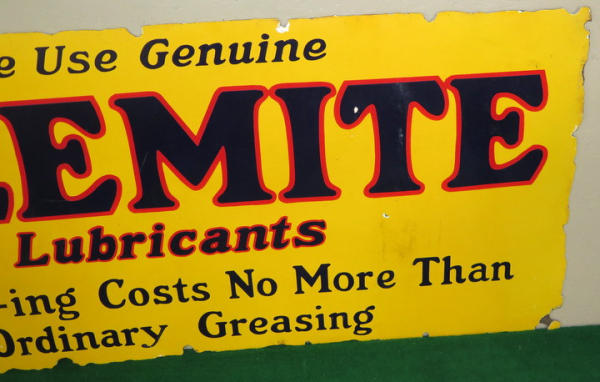 e Use Genuine
EMITE
Lubricants
-ing Costs No More Than
Ordinary Greasing